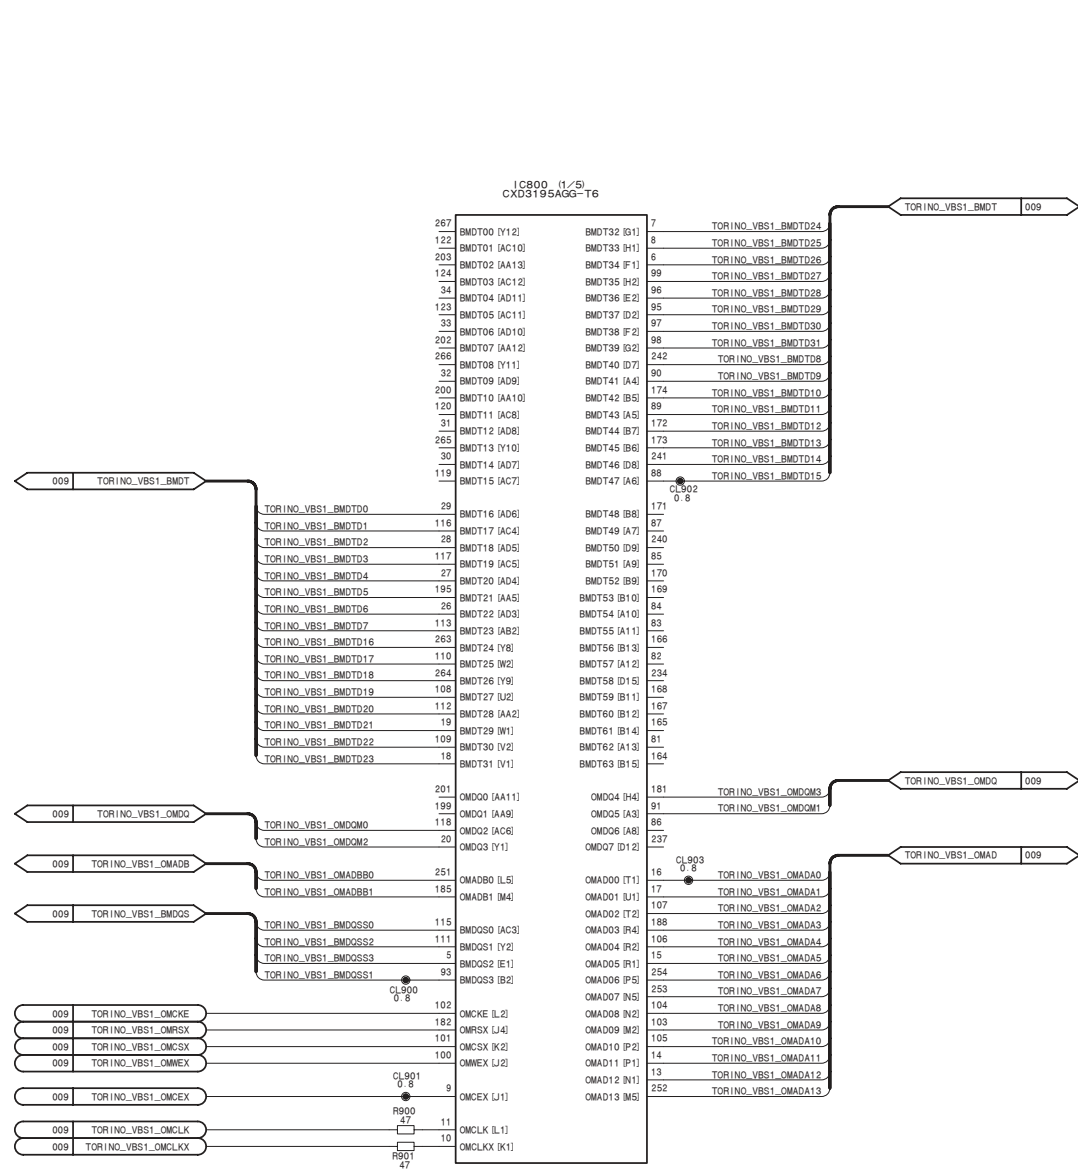 IC800 (1/5)
CXD3195AGG-T6
TORINO_VBS1_BMDT 009
267 BMDT00 [Y12] BMDT32 [G1] 7 TORINO_VBS1_BMDTD24
122 BMDT01 [AC10] BMDT33 [H1] 8 TORINO_VBS1_BMDTD25
203 BMDT02 [AA13] BMDT34 [F1] 6 TORINO_VBS1_BMDTD26
124 BMDT03 [AC12] BMDT35 [H2] 99 TORINO_VBS1_BMDTD27
34 BMDT04 [AD11] BMDT36 [E2] 96 TORINO_VBS1_BMDTD28
123 BMDT05 [AC11] BMDT37 [D2] 95 TORINO_VBS1_BMDTD29
33 BMDT06 [AD10] BMDT38 [F2] 97 TORINO_VBS1_BMDTD30
202 BMDT07 [AA12] BMDT39 [G2] 98 TORINO_VBS1_BMDTD31
266 BMDT08 [Y11] BMDT40 [D7] 242 TORINO_VBS1_BMDTD8
32 BMDT09 [AD9] BMDT41 [A4] 90 TORINO_VBS1_BMDTD9
200 BMDT10 [AA10] BMDT42 [B5] 174 TORINO_VBS1_BMDTD10
120 BMDT11 [AC8] BMDT43 [A5] 89 TORINO_VBS1_BMDTD11
31 BMDT12 [AD8] BMDT44 [B7] 172 TORINO_VBS1_BMDTD12
265 BMDT13 [Y10] BMDT45 [B6] 173 TORINO_VBS1_BMDTD13
30 BMDT14 [AD7] BMDT46 [D8] 241 TORINO_VBS1_BMDTD14
119 BMDT15 [AC7] BMDT47 [A6] 88 TORINO_VBS1_BMDTD15
009 TORINO_VBS1_BMDT
CL902
0.8
TORINO_VBS1_BMDTD0 29 BMDT16 [AD6] BMDT48 [B8] 171
TORINO_VBS1_BMDTD1 116 BMDT17 [AC4] BMDT49 [A7] 87
TORINO_VBS1_BMDTD2 28 BMDT18 [AD5] BMDT50 [D9] 240
TORINO_VBS1_BMDTD3 117 BMDT19 [AC5] BMDT51 [A9] 85
TORINO_VBS1_BMDTD4 27 BMDT20 [AD4] BMDT52 [B9] 170
TORINO_VBS1_BMDTD5 195 BMDT21 [AA5] BMDT53 [B10] 169
TORINO_VBS1_BMDTD6 26 BMDT22 [AD3] BMDT54 [A10] 84
TORINO_VBS1_BMDTD7 113 BMDT23 [AB2] BMDT55 [A11] 83
TORINO_VBS1_BMDTD16 263 BMDT24 [Y8] BMDT56 [B13] 166
TORINO_VBS1_BMDTD17 110 BMDT25 [W2] BMDT57 [A12] 82
TORINO_VBS1_BMDTD18 264 BMDT26 [Y9] BMDT58 [D15] 234
TORINO_VBS1_BMDTD19 108 BMDT27 [U2] BMDT59 [B11] 168
TORINO_VBS1_BMDTD20 112 BMDT28 [AA2] BMDT60 [B12] 167
TORINO_VBS1_BMDTD21 19 BMDT29 [W1] BMDT61 [B14] 165
TORINO_VBS1_BMDTD22 109 BMDT30 [V2] BMDT62 [A13] 81
TORINO_VBS1_BMDTD23 18 BMDT31 [V1] BMDT63 [B15] 164
TORINO_VBS1_OMDQ 009
201 OMDQ0 [AA11] OMDQ4 [H4] 181 TORINO_VBS1_OMDQM3
199 OMDQ1 [AA9] OMDQ5 [A3] 91 TORINO_VBS1_OMDQM1
009 TORINO_VBS1_OMDQ
TORINO_VBS1_OMDQM0 118 OMDQ2 [AC6] OMDQ6 [A8] 86
TORINO_VBS1_OMDQM2 20 OMDQ3 [Y1] OMDQ7 [D12] 237
TORINO_VBS1_OMAD 009
009 TORINO_VBS1_OMADB
CL903
0.8
TORINO_VBS1_OMADBB0 251 OMADB0 [L5] OMAD00 [T1] 16 TORINO_VBS1_OMADA0
TORINO_VBS1_OMADBB1 185 OMADB1 [M4] OMAD01 [U1] 17 TORINO_VBS1_OMADA1
009 TORINO_VBS1_BMDQS
OMAD02 [T2] 107 TORINO_VBS1_OMADA2
TORINO_VBS1_BMDQSS0 115 BMDQS0 [AC3] OMAD03 [R4] 188 TORINO_VBS1_OMADA3
TORINO_VBS1_BMDQSS2 111 BMDQS1 [Y2] OMAD04 [R2] 106 TORINO_VBS1_OMADA4
TORINO_VBS1_BMDQSS3 5 BMDQS2 [E1] OMAD05 [R1] 15 TORINO_VBS1_OMADA5
TORINO_VBS1_BMDQSS1 93 BMDQS3 [B2] OMAD06 [P5] 254 TORINO_VBS1_OMADA6
CL900
0.8
OMAD07 [N5] 253 TORINO_VBS1_OMADA7
009 TORINO_VBS1_OMCKE 102 OMCKE [L2] OMAD08 [N2] 104 TORINO_VBS1_OMADA8
009 TORINO_VBS1_OMRSX 182 OMRSX [J4] OMAD09 [M2] 103 TORINO_VBS1_OMADA9
009 TORINO_VBS1_OMCSX 101 OMCSX [K2] OMAD10 [P2] 105 TORINO_VBS1_OMADA10
009 TORINO_VBS1_OMWEX 100 OMWEX [J2] OMAD11 [P1] 14 TORINO_VBS1_OMADA11
OMAD12 [N1] 13 TORINO_VBS1_OMADA12
CL901
0.8
009 TORINO_VBS1_OMCEX 9 OMCEX [J1] OMAD13 [M5] 252 TORINO_VBS1_OMADA13
R900
47
009 TORINO_VBS1_OMCLK 11 OMCLK [L1]
009 TORINO_VBS1_OMCLKX 10 OMCLKX [K1]
R901
47